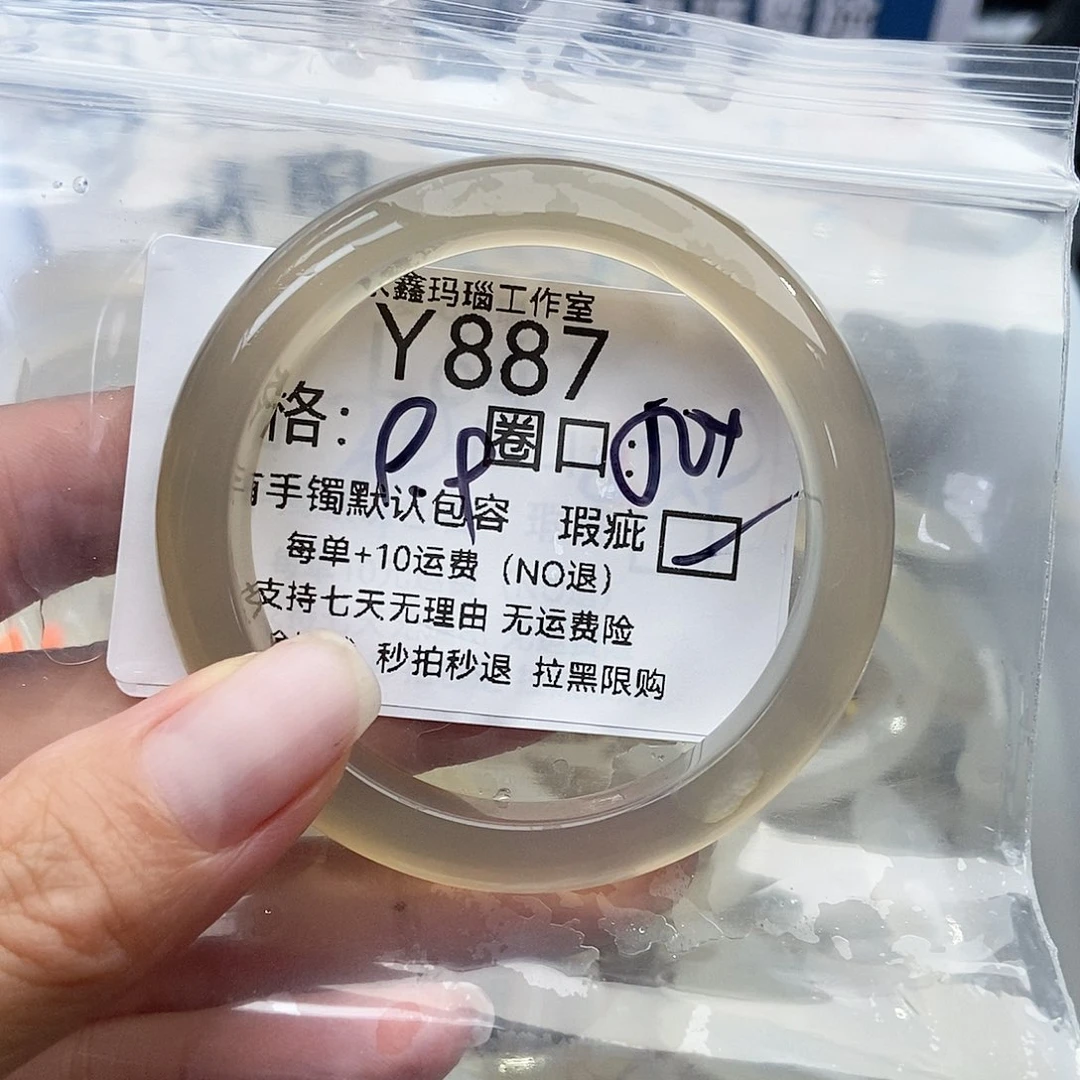 鑫玛瑙工作室
Y887
格: 圈口:
手镯默认包容 瑕疵
每单+10运费（NO退）
支持七天无理由 无运费险
秒拍秒退 拉黑限购